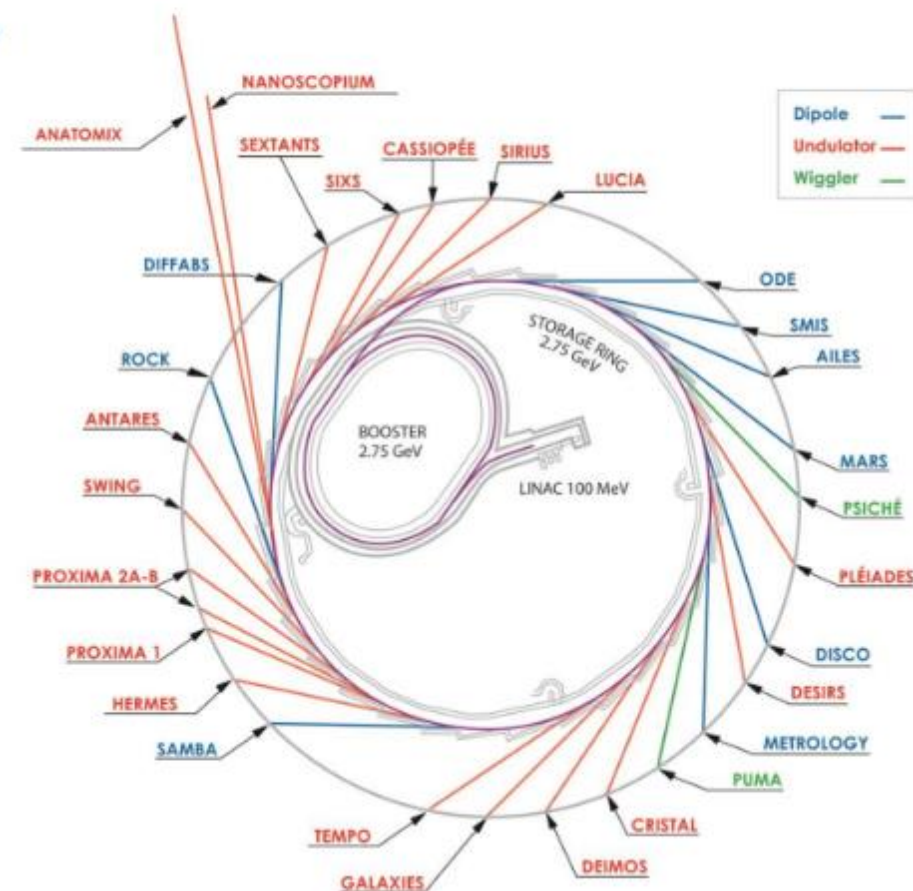 NANOSCOPIUM
ANATOMIX
SEXTANTS
CASSIOPÉE
SIRIUS
SIXS
LUCIA
Dipole
Undulator
Wiggler
DIFFABS
ODE
SMIS
AILES
ROCK
STORAGE RING
2.75 GeV
ANTARES
BOOSTER
2.75 GeV
MARS
SWING
LINAC 100 MeV
PSICHÉ
PROXIMA 2A-B
PLÉIADES
PROXIMA 1
DISCO
HERMES
DESIRS
SAMBA
METROLOGY
PUMA
TEMPO
CRISTAL
GALAXIES
DEIMOS